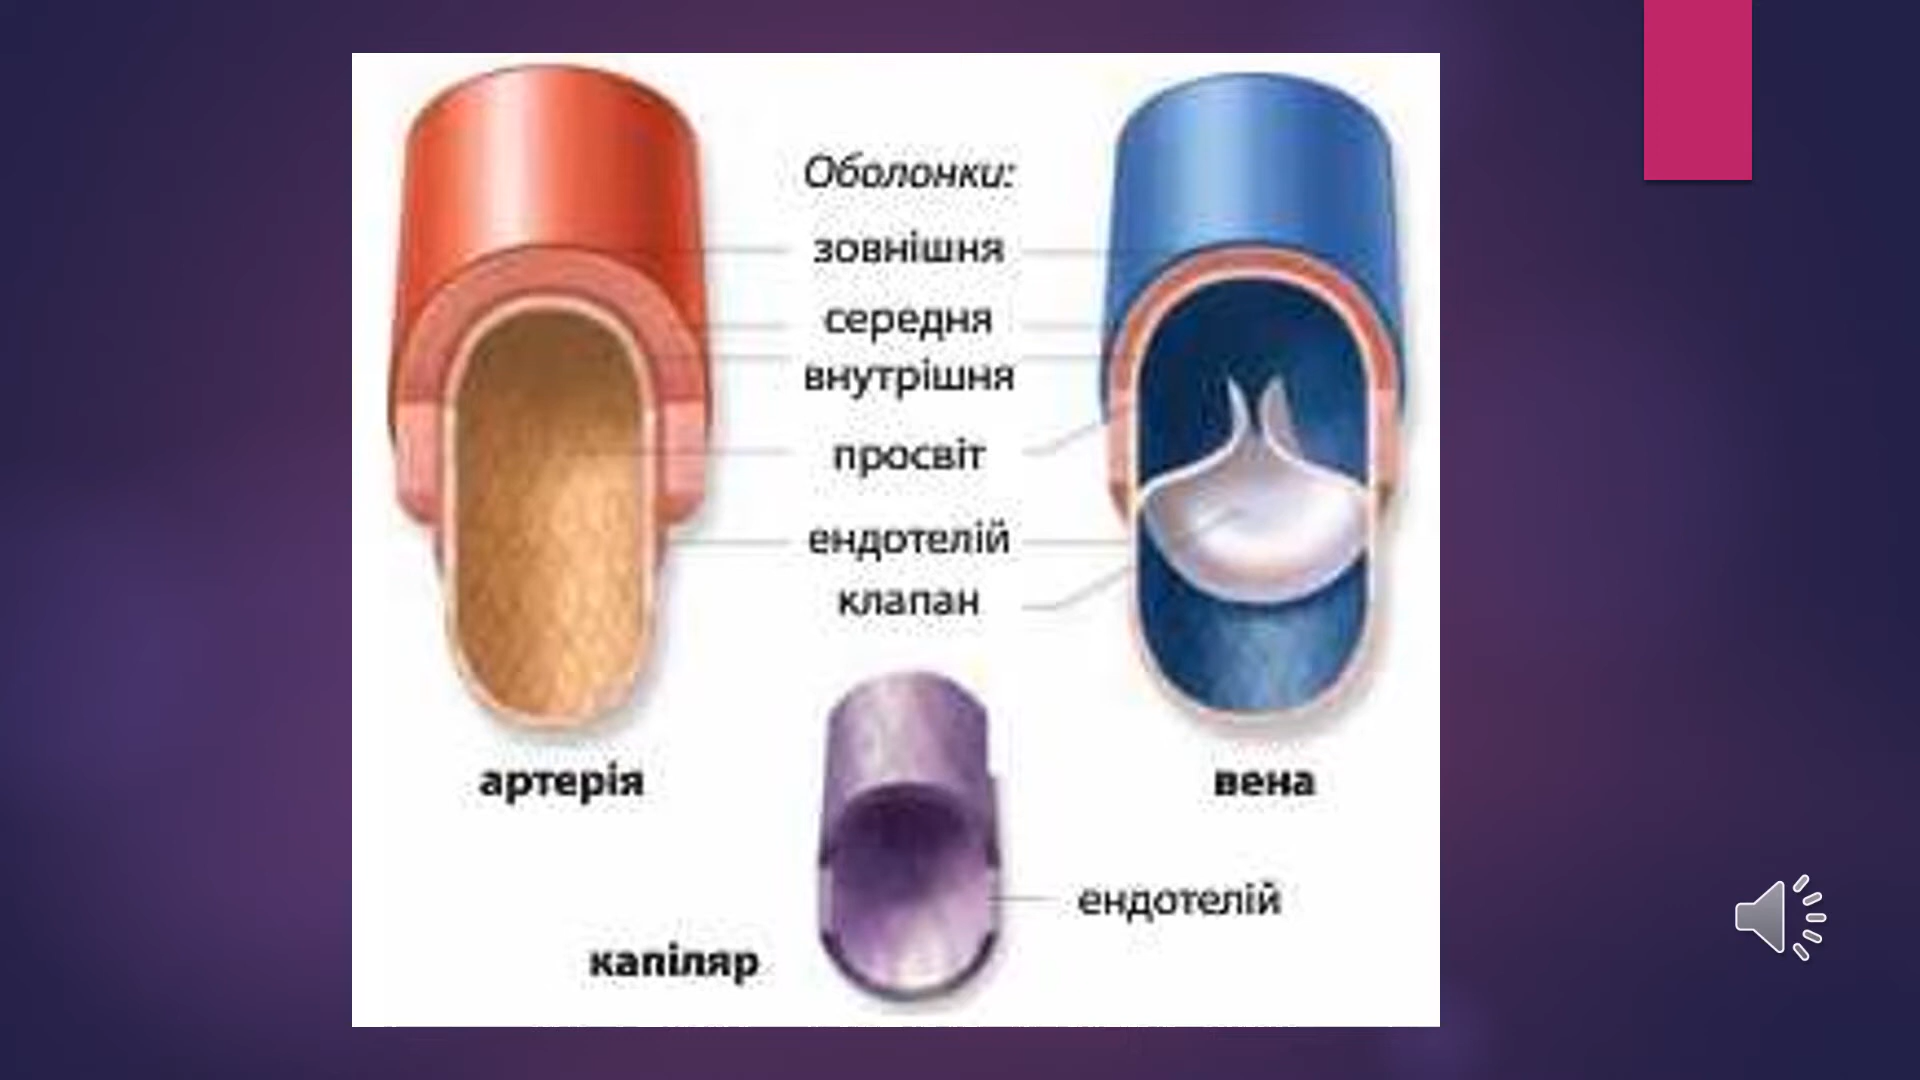 Оболонки:
зовнішня
середня
внутрішня
просвіт
ендотелій
клапан
артерія
вена
ендотелій
капіляр